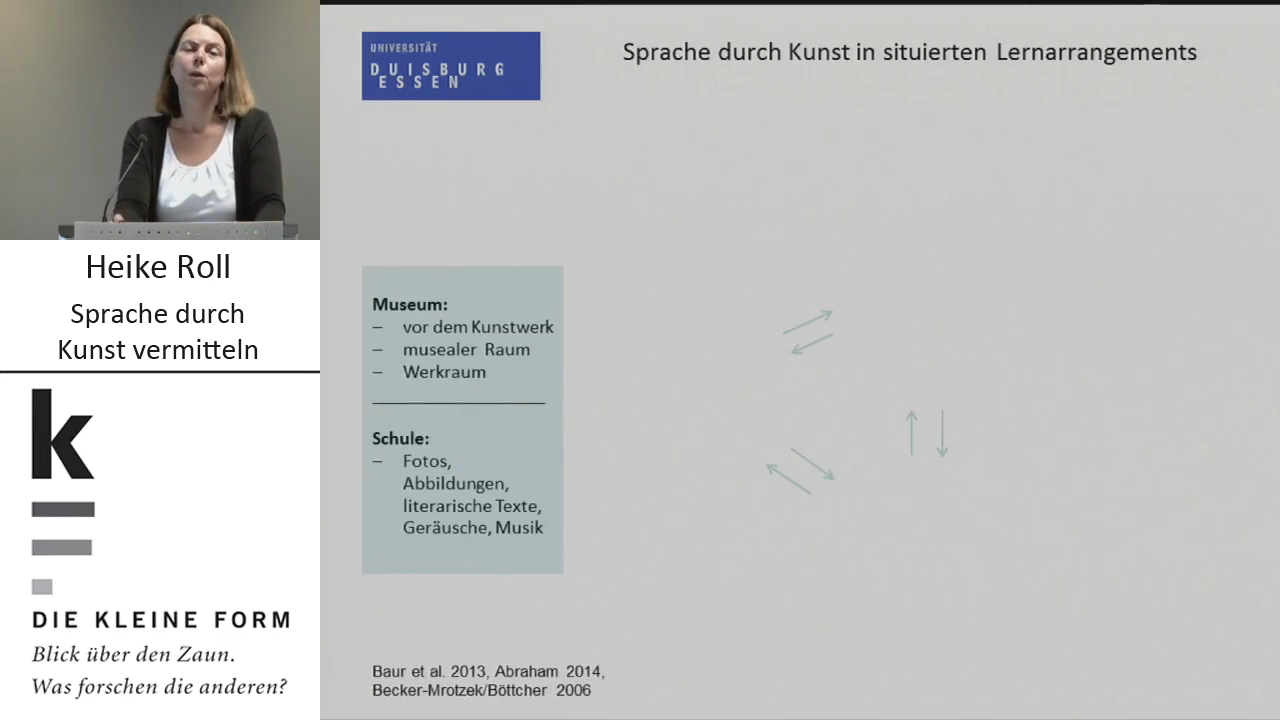 Heike Roll
Sprache durch
Kunst vermitteln
k
DIE KLEINE FORM
Blick über den Zaun.
Was forschen die anderen?
UNIVERSITÄT
DUISBURG
ESSEN
Sprache durch Kunst in situierten Lernarrangements
Museum:
– vor dem Kunstwerk
– musealer Raum
– Werkraum
Schule:
– Fotos,
Abbildungen,
literarische Texte,
Geräusche, Musik
Baur et al. 2013, Abraham 2014,
Becker-Mrotzek/Böttcher 2006